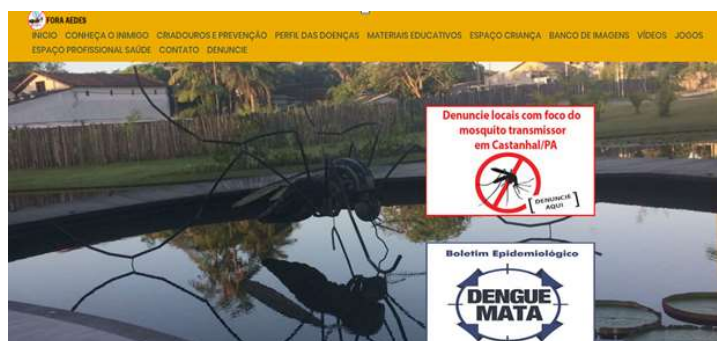 FORA AEDES
INICIO CONHEÇA O INIMIGO CRIADOUROS E PREVENÇÃO PERFIL DAS DOENÇAS MATERIAIS EDUCATIVOS ESPAÇO CRIANÇA BANCO DE IMAGENS VÍDEOS JOGOS
ESPAÇO PROFISSIONAL SAÚDE CONTATO DENUNCIE
Denuncie locais com foco do
mosquito transmissor
em Castanhal/PA
[ DENUNCIE
AQUI ]
Boletim Epidemiológico
DENGUE
MATA